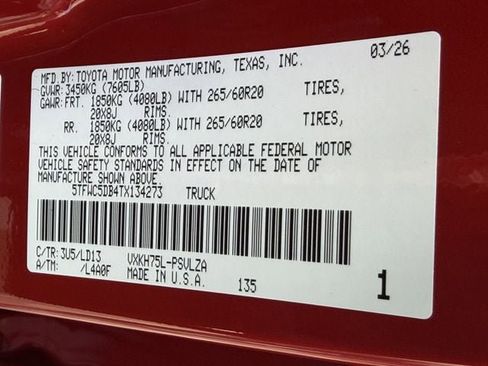 MFD.BY:TOYOTA MOTOR MANUFACTURING, TEXAS, INC. 03/26
GVWR: 3450KG (7605LB)
GAWR: FRT. 1850KG (4080LB) WITH 265/60R20 TIRES,
20X8J RIMS,
RR. 1850KG (4080LB) WITH 265/60R20 TIRES,
20X8J RIMS.
THIS VEHICLE CONFORMS TO ALL APPLICABLE FEDERAL MOTOR
VEHICLE SAFETY STANDARDS IN EFFECT ON THE DATE OF
MANUFACTURE SHOWN ABOVE.
5TFWC5DB4TX134273 TRUCK
C/TR: 3U5/LD13 VXKH75L-PSVLZA
A/TM: /L4A0F MADE IN U.S.A. 135 1